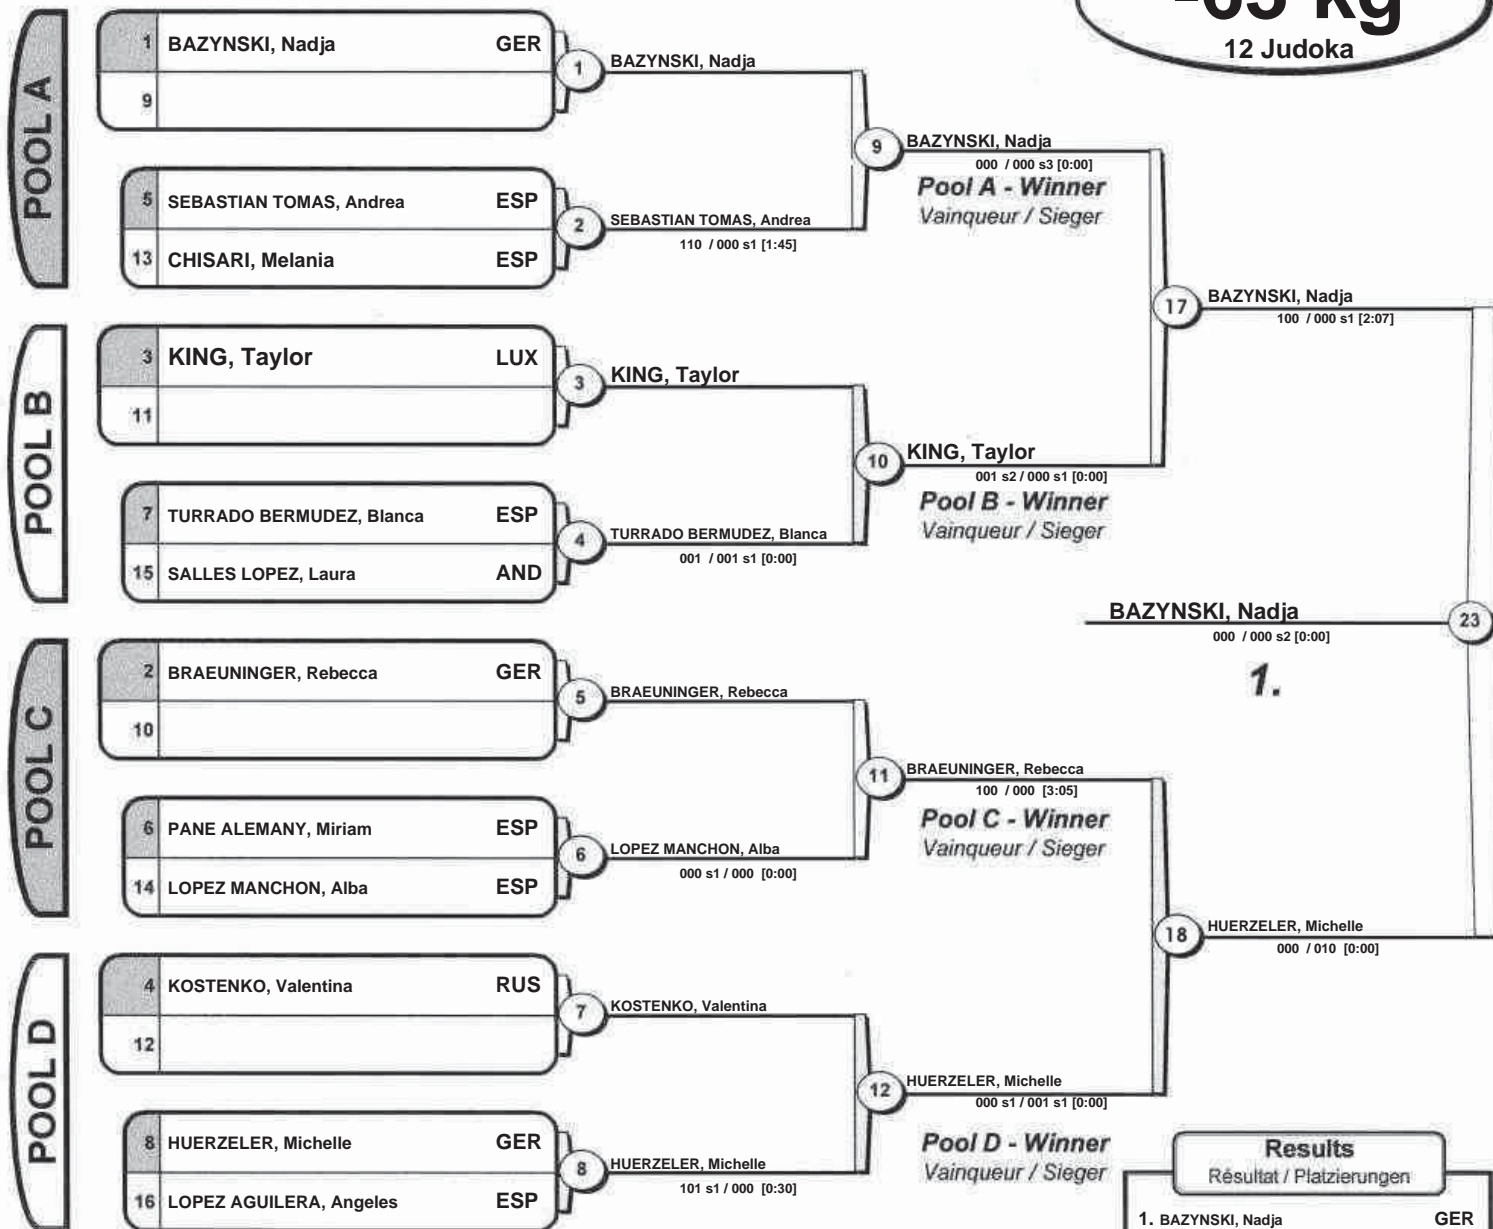 -63 kg
12 Judoka
POOL A
1 BAZYNSKI, Nadja GER
9
1
BAZYNSKI, Nadja
5 SEBASTIAN TOMAS, Andrea ESP
13 CHISARI, Melania ESP
2
SEBASTIAN TOMAS, Andrea
110 / 000 s1 [1:45]
9
BAZYNSKI, Nadja
000 / 000 s3 [0:00]
Pool A - Winner
Vainqueur / Sieger
POOL B
3 KING, Taylor LUX
11
3
KING, Taylor
7 TURRADO BERMUDEZ, Blanca ESP
15 SALLES LOPEZ, Laura AND
4
TURRADO BERMUDEZ, Blanca
001 / 001 s1 [0:00]
10
KING, Taylor
001 s2 / 000 s1 [0:00]
Pool B - Winner
Vainqueur / Sieger
17
BAZYNSKI, Nadja
100 / 000 s1 [2:07]
BAZYNSKI, Nadja
23
000 / 000 s2 [0:00]
1.
POOL C
2 BRAEUNINGER, Rebecca GER
10
5
BRAEUNINGER, Rebecca
6 PANE ALEMANY, Miriam ESP
14 LOPEZ MANCHON, Alba ESP
6
LOPEZ MANCHON, Alba
000 s1 / 000 [0:00]
11
BRAEUNINGER, Rebecca
100 / 000 [3:05]
Pool C - Winner
Vainqueur / Sieger
18
HUERZELER, Michelle
000 / 010 [0:00]
POOL D
4 KOSTENKO, Valentina RUS
12
7
KOSTENKO, Valentina
8 HUERZELER, Michelle GER
16 LOPEZ AGUILERA, Angeles ESP
8
HUERZELER, Michelle
101 s1 / 000 [0:30]
12
HUERZELER, Michelle
000 s1 / 001 s1 [0:00]
Pool D - Winner
Vainqueur / Sieger
Results
Résultat / Platzierungen
1. BAZYNSKI, Nadja GER